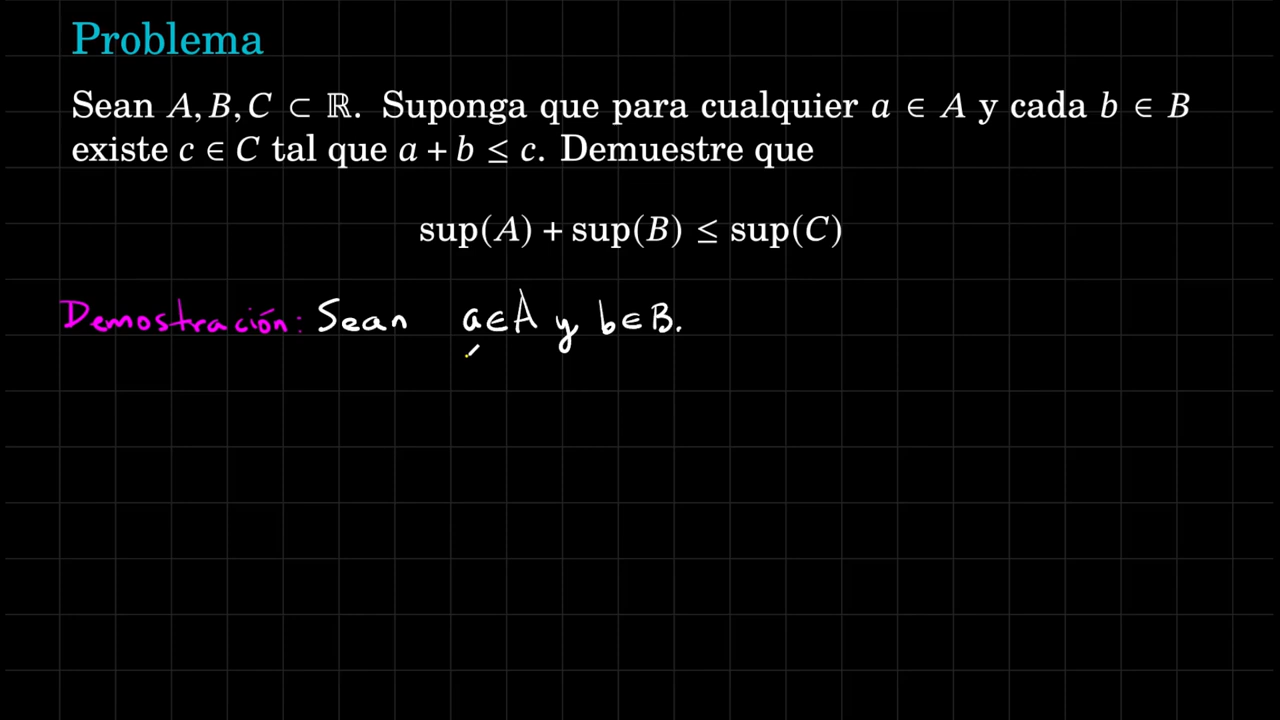 Problema
Sean A, B, C ⊂ ℝ. Suponga que para cualquier a ∈ A y cada b ∈ B
existe c ∈ C tal que a + b ≤ c. Demuestre que
sup(A) + sup(B) ≤ sup(C)
Demostración: Sean a ∈ A y b ∈ B.